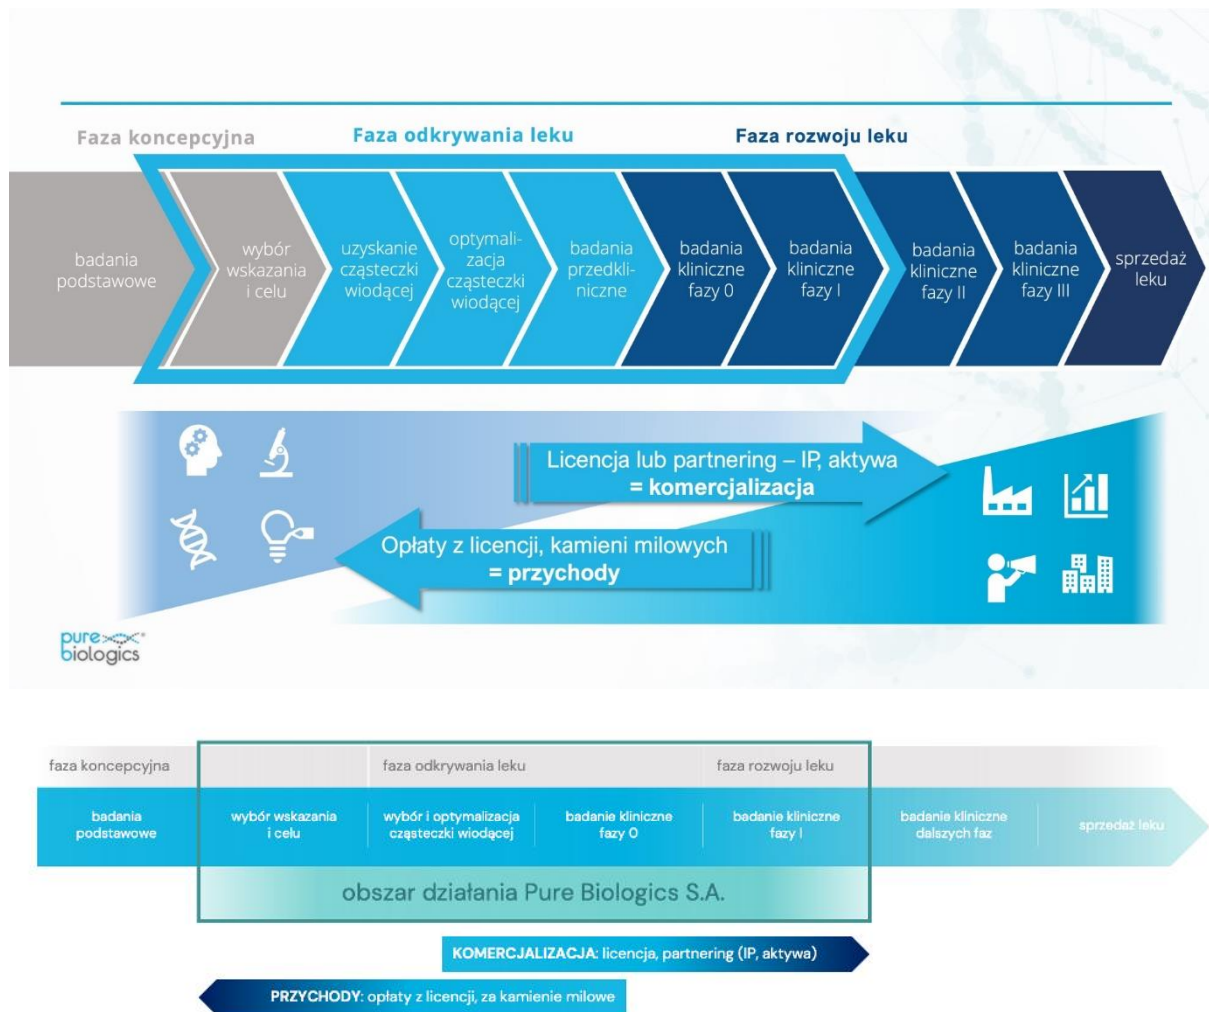 Faza koncepcyjna
Faza odkrywania leku
Faza rozwoju leku
badania
podstawowe
wybór
wskazania
i celu
uzyskanie
cząsteczki
wiodącej
optymali-
zacja
cząsteczki
wiodącej
badania
przedkli-
niczne
badania
kliniczne
fazy 0
badania
kliniczne
fazy I
badania
kliniczne
fazy II
badania
kliniczne
fazy III
sprzedaż
leku
Licencja lub partnering – IP, aktywa
= komercjalizacja
Opłaty z licencji, kamieni milowych
= przychody
pure
biologics
faza koncepcyjna
faza odkrywania leku
faza rozwoju leku
badania
podstawowe
wybór wskazania
i celu
wybór i optymalizacja
cząsteczki wiodącej
badanie kliniczne
fazy 0
badanie kliniczne
fazy I
badanie kliniczne
dalszych faz
sprzedaż leku
obszar działania Pure Biologics S.A.
KOMERCJALIZACJA: licencja, partnering (IP, aktywa)
PRZYCHODY: opłaty z licencji, za kamienie milowe